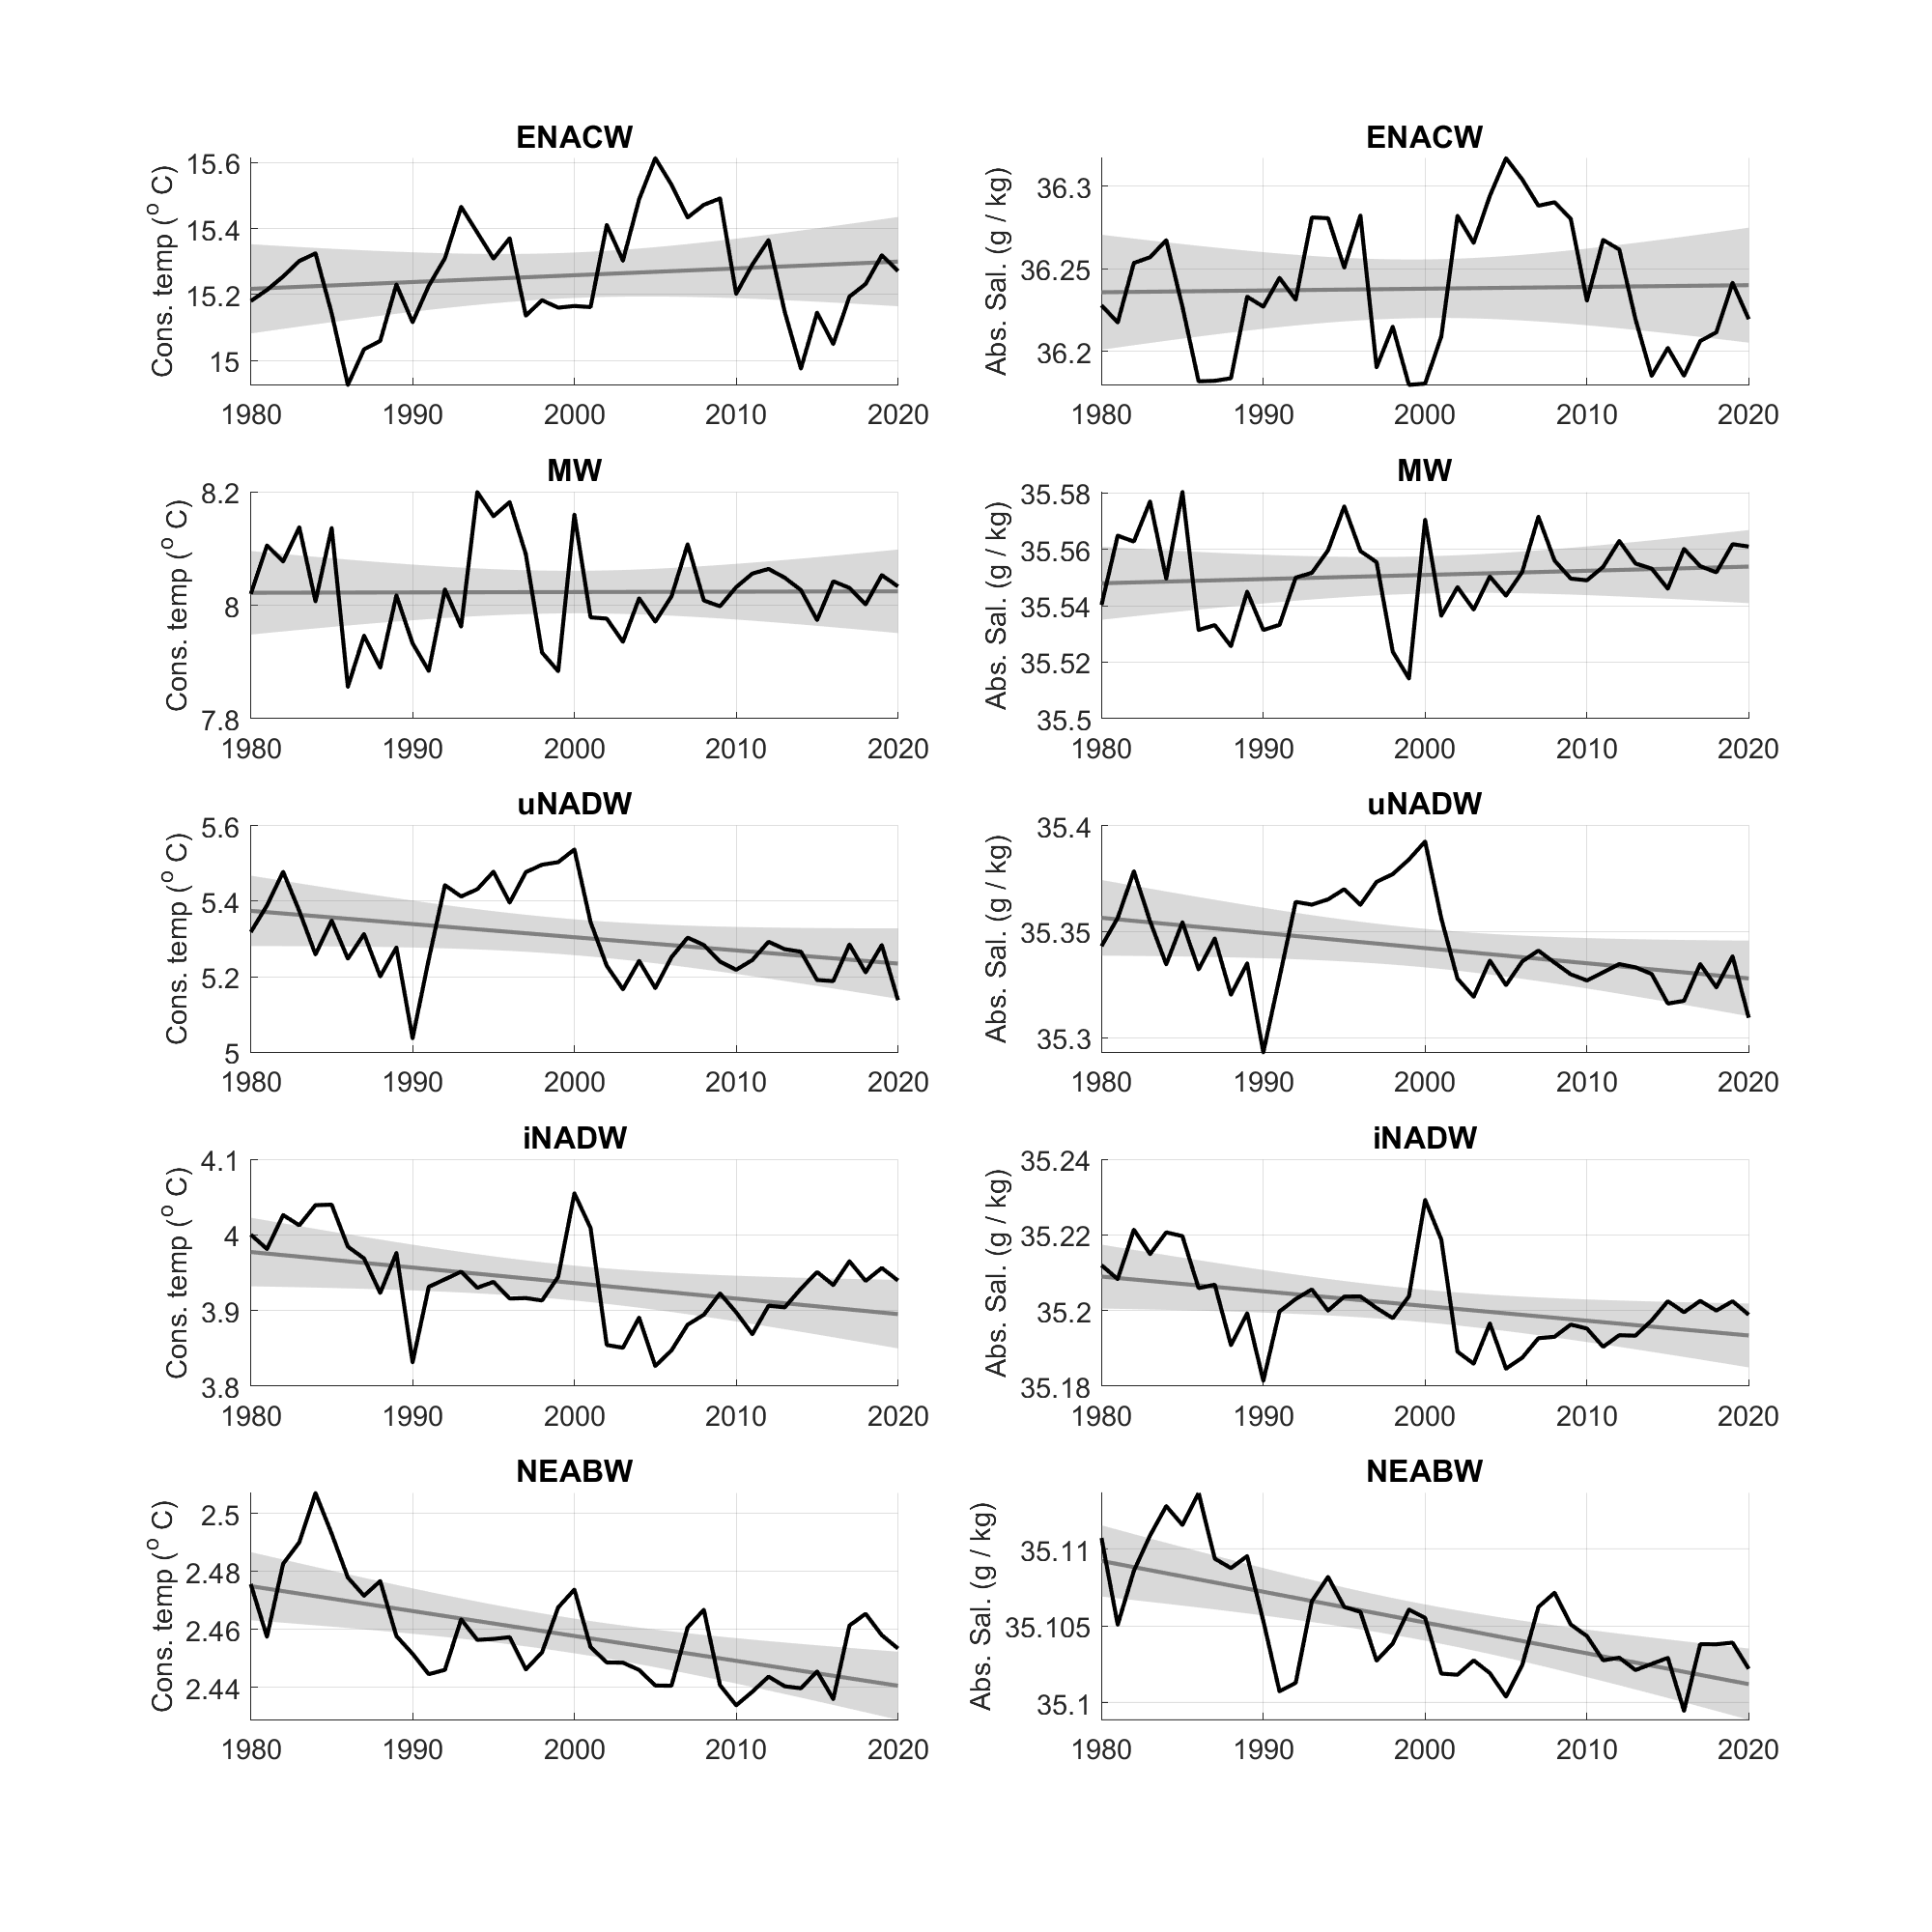 ENACW
Cons. temp (° C)
15.6
15.4
15.2
15
1980 1990 2000 2010 2020
ENACW
Abs. Sal. (g / kg)
36.3
36.25
36.2
1980 1990 2000 2010 2020
MW
Cons. temp (° C)
8.2
8
7.8
1980 1990 2000 2010 2020
MW
Abs. Sal. (g / kg)
35.58
35.56
35.54
35.52
35.5
1980 1990 2000 2010 2020
uNADW
Cons. temp (° C)
5.6
5.4
5.2
5
1980 1990 2000 2010 2020
uNADW
Abs. Sal. (g / kg)
35.4
35.35
35.3
1980 1990 2000 2010 2020
iNADW
Cons. temp (° C)
4.1
4
3.9
3.8
1980 1990 2000 2010 2020
iNADW
Abs. Sal. (g / kg)
35.24
35.22
35.2
35.18
1980 1990 2000 2010 2020
NEABW
Cons. temp (° C)
2.5
2.48
2.46
2.44
1980 1990 2000 2010 2020
NEABW
Abs. Sal. (g / kg)
35.11
35.105
35.1
1980 1990 2000 2010 2020